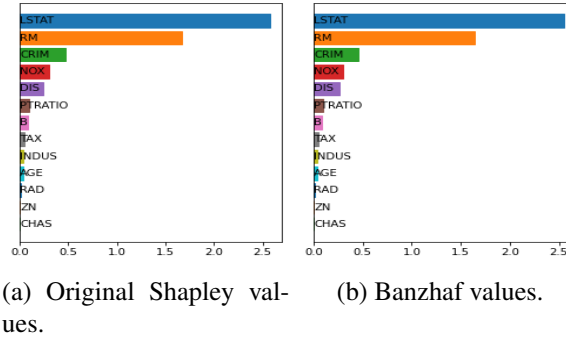 LSTAT
RM
CRIM
NOX
DIS
PTRATIO
B
TAX
INDUS
AGE
RAD
ZN
CHAS
0.0 0.5 1.0 1.5 2.0 2.5
(a) Original Shapley val-
ues.
LSTAT
RM
CRIM
NOX
DIS
PTRATIO
B
TAX
INDUS
AGE
RAD
ZN
CHAS
0.0 0.5 1.0 1.5 2.0 2.5
(b) Banzhaf values.